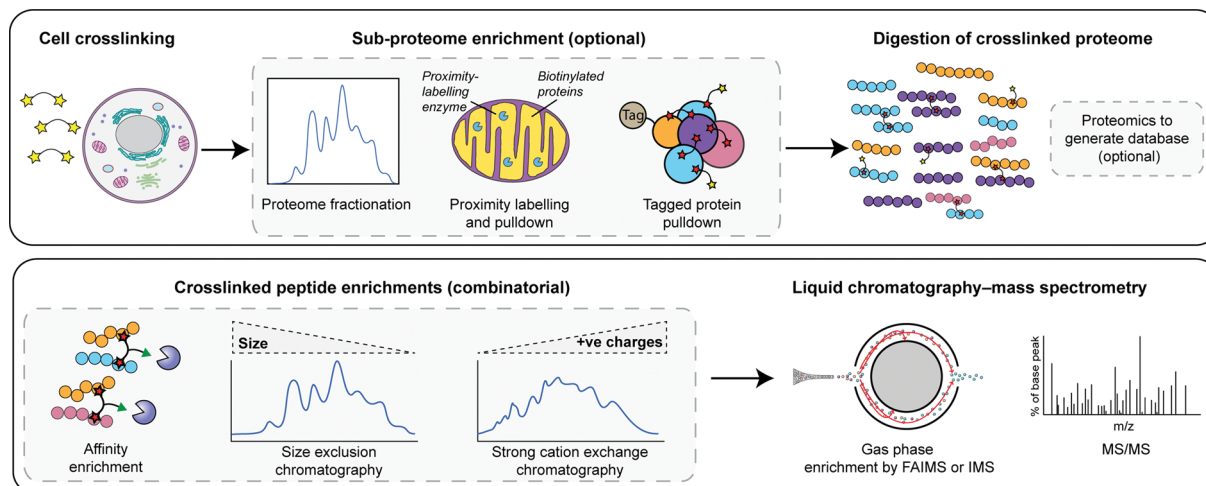 Cell crosslinking
Sub-proteome enrichment (optional)
Digestion of crosslinked proteome
Proximity-
labelling
enzyme
Biotinylated
proteins
Tag
Proteome fractionation
Proximity labelling
and pulldown
Tagged protein
pulldown
Proteomics to
generate database
(optional)
Crosslinked peptide enrichments (combinatorial)
Liquid chromatography–mass spectrometry
Size
+ve charges
Affinity
enrichment
Size exclusion
chromatography
Strong cation exchange
chromatography
Gas phase
enrichment by FAIMS or IMS
% of base peak
m/z
MS/MS